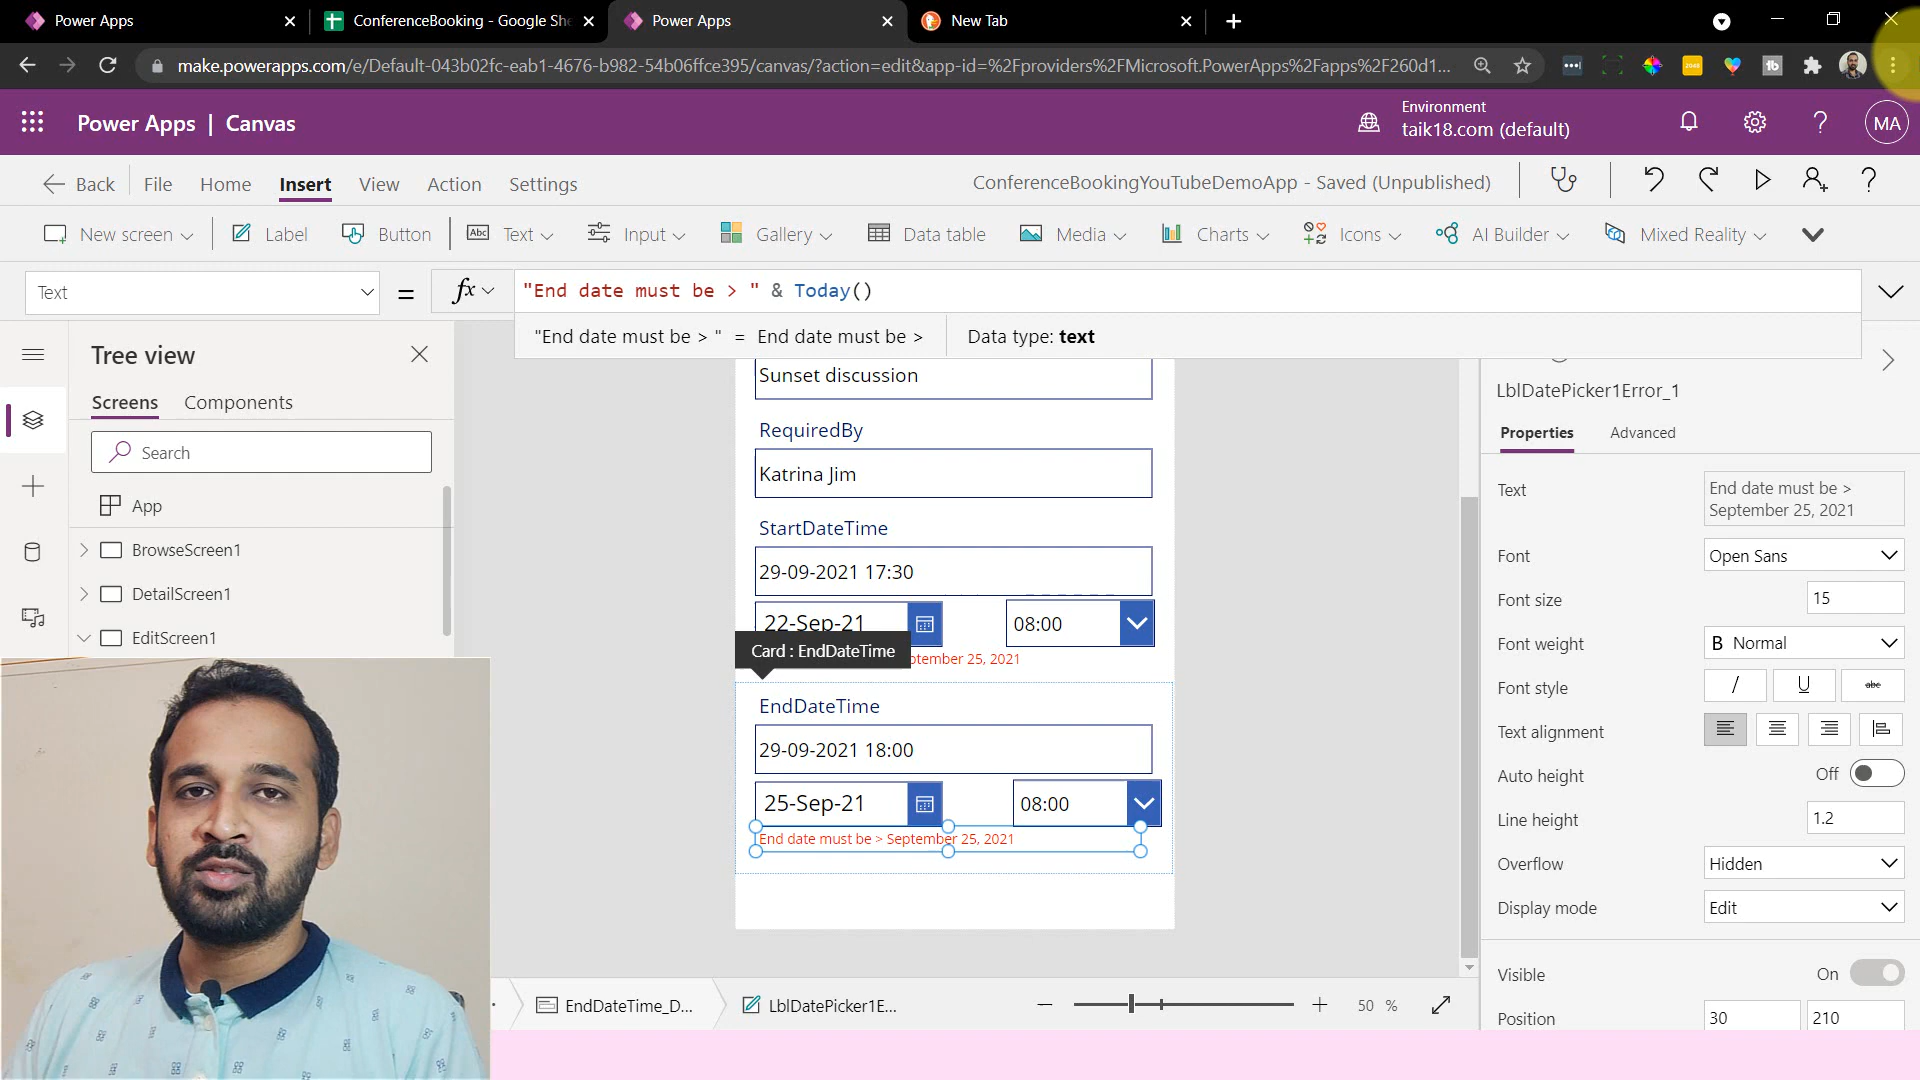 Power Apps
ConferenceBooking - Google She
Power Apps
New Tab
make.powerapps.com/e/Default-043b02fc-eab1-4676-b982-54b06ffce395/canvas/?action=edit&app-id=%2Fproviders%2FMicrosoft.PowerApps%2Fapps%2F260d1...
Power Apps | Canvas
Environment
taik18.com (default)
MA
Back
File
Home
Insert
View
Action
Settings
ConferenceBookingYouTubeDemoApp - Saved (Unpublished)
New screen
Label
Button
Abc Text
Input
Gallery
Data table
Media
Charts
Icons
AI Builder
Mixed Reality
Text
=
fx
"End date must be > " & Today()
"End date must be > " = End date must be >
Data type: text
Tree view
Screens
Components
Search
App
BrowseScreen1
DetailScreen1
EditScreen1
Sunset discussion
RequiredBy
Katrina Jim
StartDateTime
29-09-2021 17:30
22-Sep-21
08:00
Card : EndDateTime
ptember 25, 2021
EndDateTime
29-09-2021 18:00
25-Sep-21
08:00
End date must be > September 25, 2021
EndDateTime_D...
LblDatePicker1E...
50 %
LblDatePicker1Error_1
Properties
Advanced
Text
End date must be >
September 25, 2021
Font
Open Sans
Font size
15
Font weight
B Normal
Font style
/ U abc
Text alignment
Auto height
Off
Line height
1.2
Overflow
Hidden
Display mode
Edit
Visible
On
Position
30
210